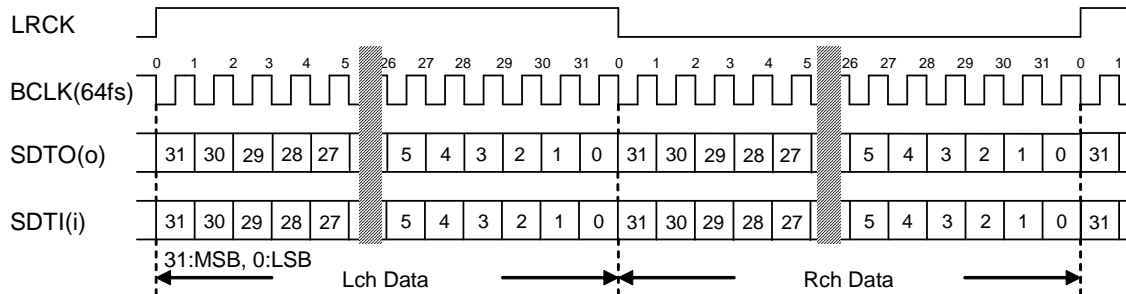 LRCK
0 1 2 3 4 5 26 27 28 29 30 31 0 1 2 3 4 5 26 27 28 29 30 31 0 1
BCLK(64fs)
SDTO(o) 31 30 29 28 27 5 4 3 2 1 0 31 30 29 28 27 5 4 3 2 1 0 31
SDTI(i) 31 30 29 28 27 5 4 3 2 1 0 31 30 29 28 27 5 4 3 2 1 0 31
31:MSB, 0:LSB
Lch Data Rch Data